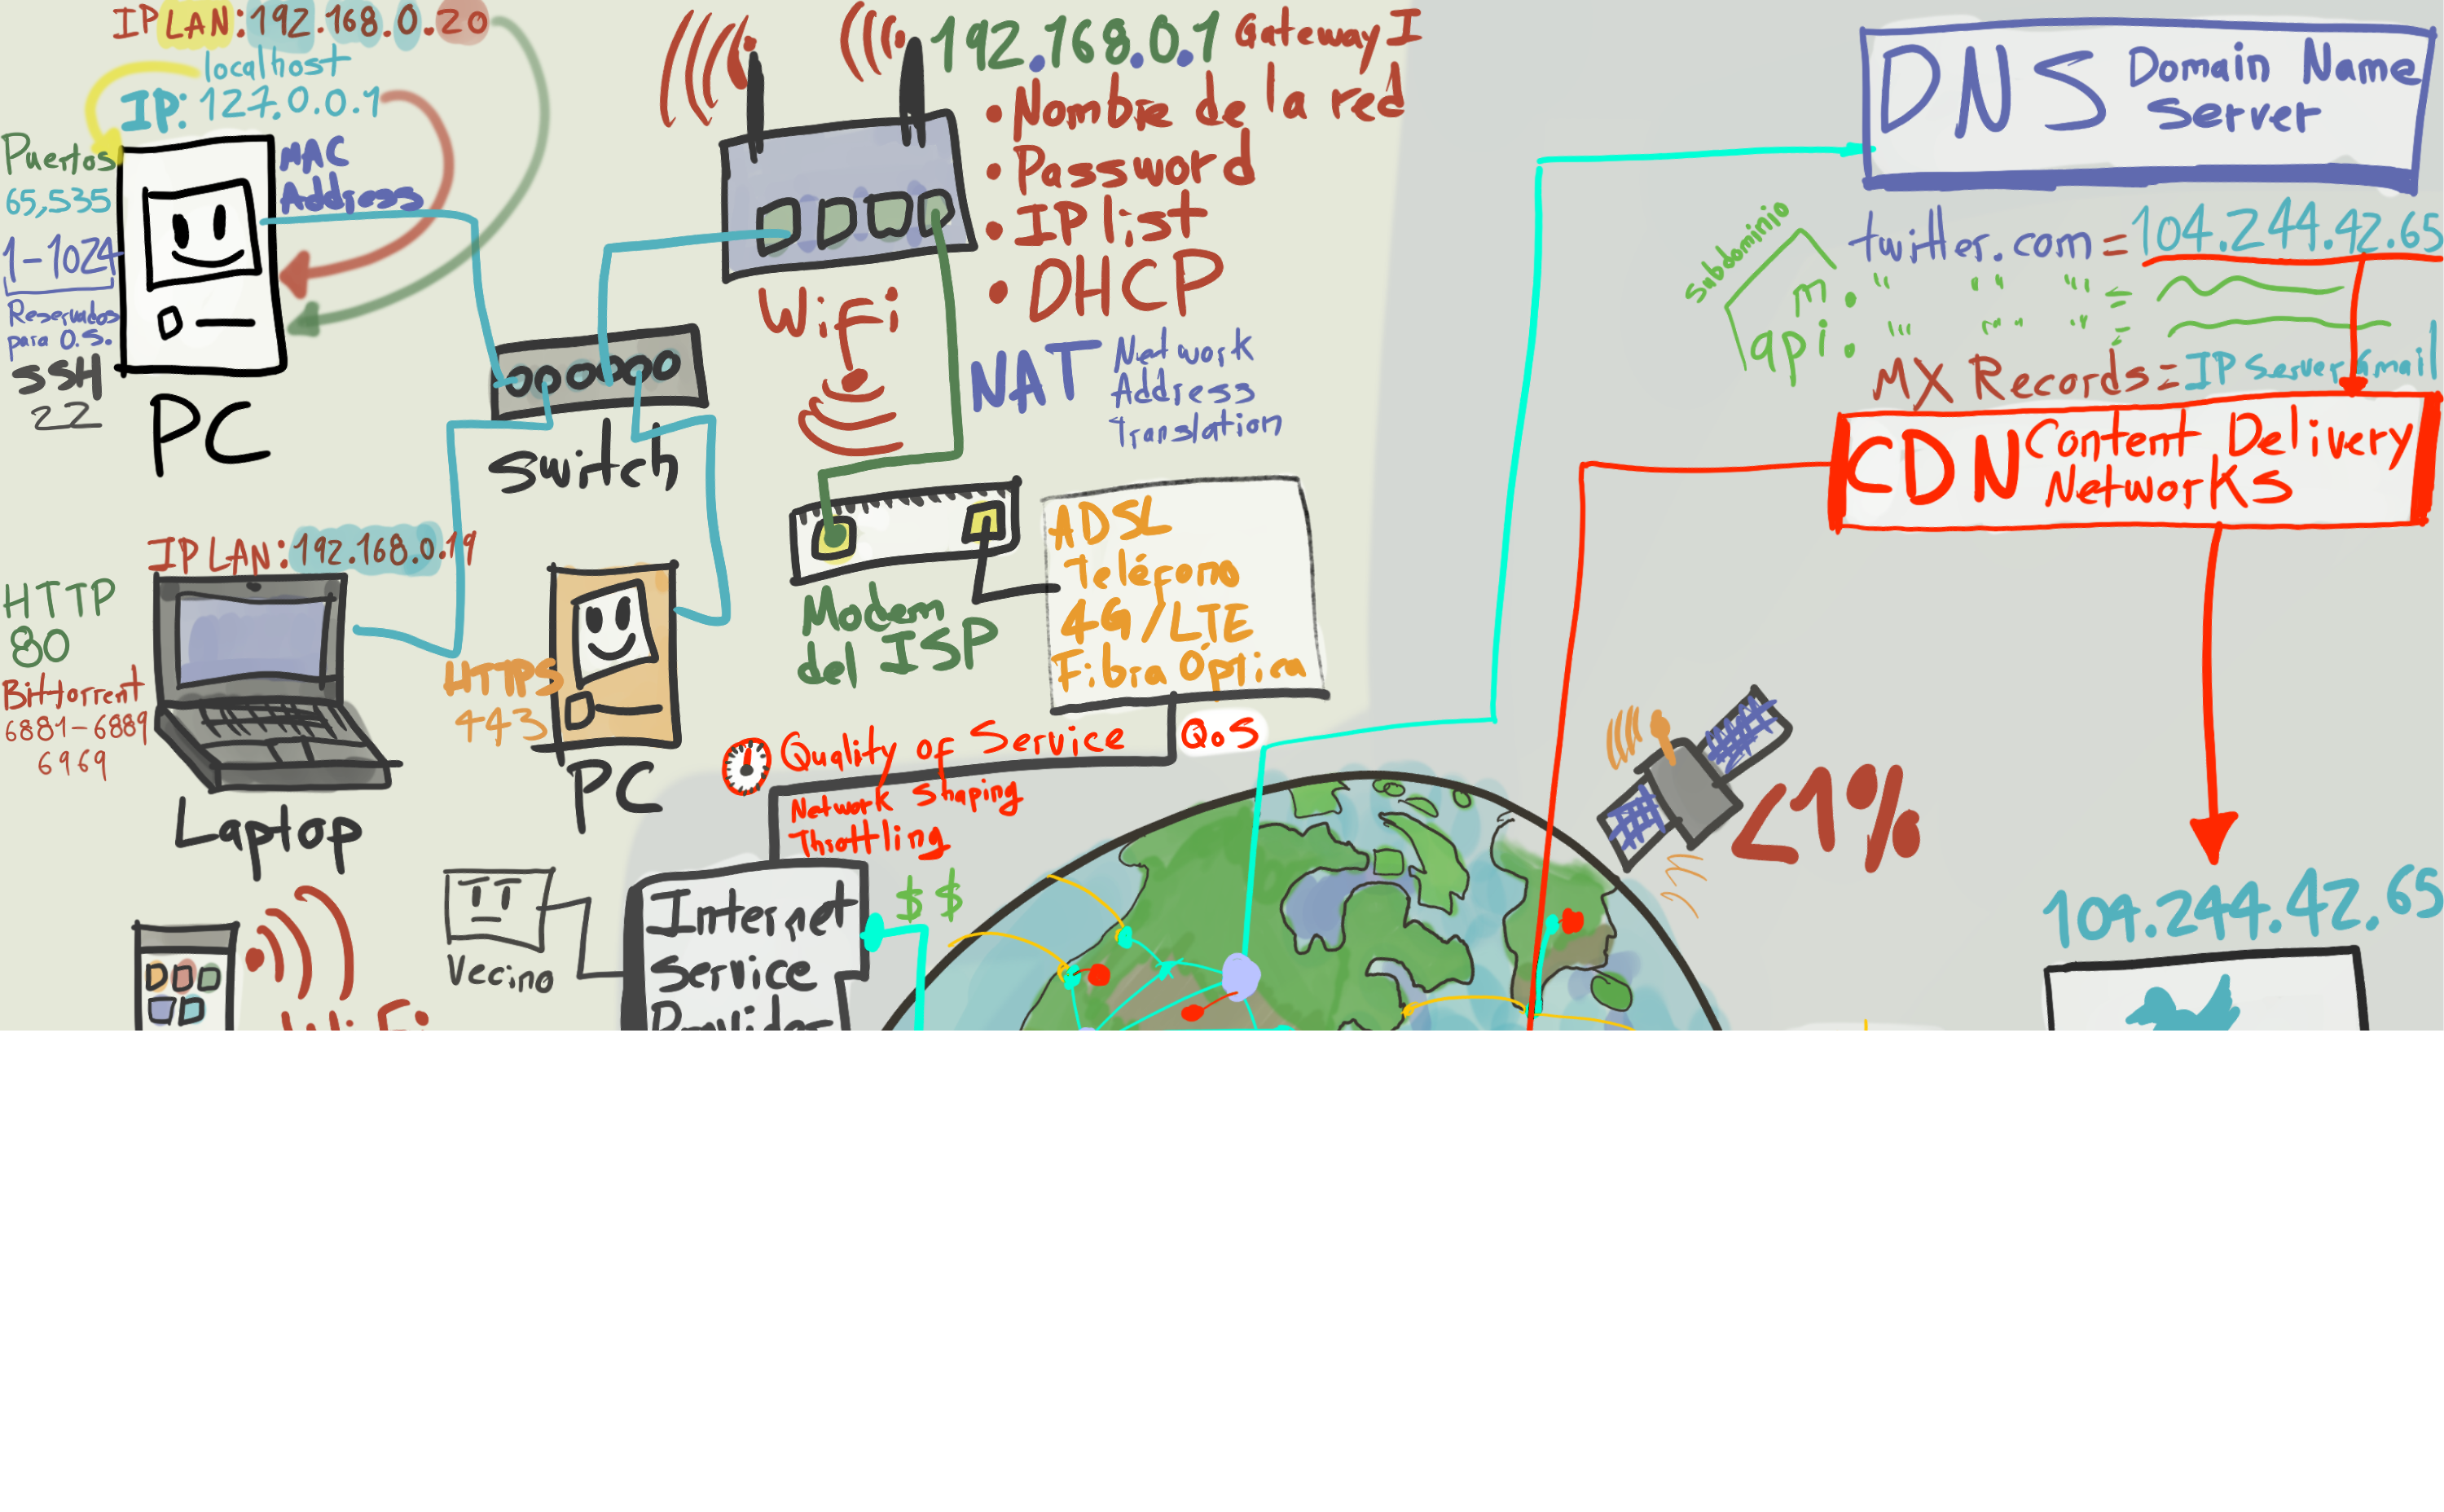 IP LAN: 192.168.0.20
localhost
IP: 127.0.0.1
Puertos
65,535
1-1024
Reservados
para O.S.
SSH
22
MAC
Address
PC
192.168.0.1 Gateway I
• Nombre de la red
• Password
• IP list
• DHCP
WiFi
NAT Network
Address
Translation
Switch
IP LAN: 192.168.0.19
HTTP
80
Bittorrent
6881-6889
6969
Laptop
HTTPS
443
PC
Modem
del ISP
ADSL
Teléfono
4G/LTE
Fibra Óptica
Quality of Service QoS
Network Shaping
Throttling
Vecino
Internet
Service
Provider
$ $
WiFi
DNS Domain Name
Server
subdominio
twitter.com = 104.244.42.65
m. " " " =
api. " " " =
MX Records = IP Server Gmail
CDN Content Delivery
Networks
<1%
104.244.42.65